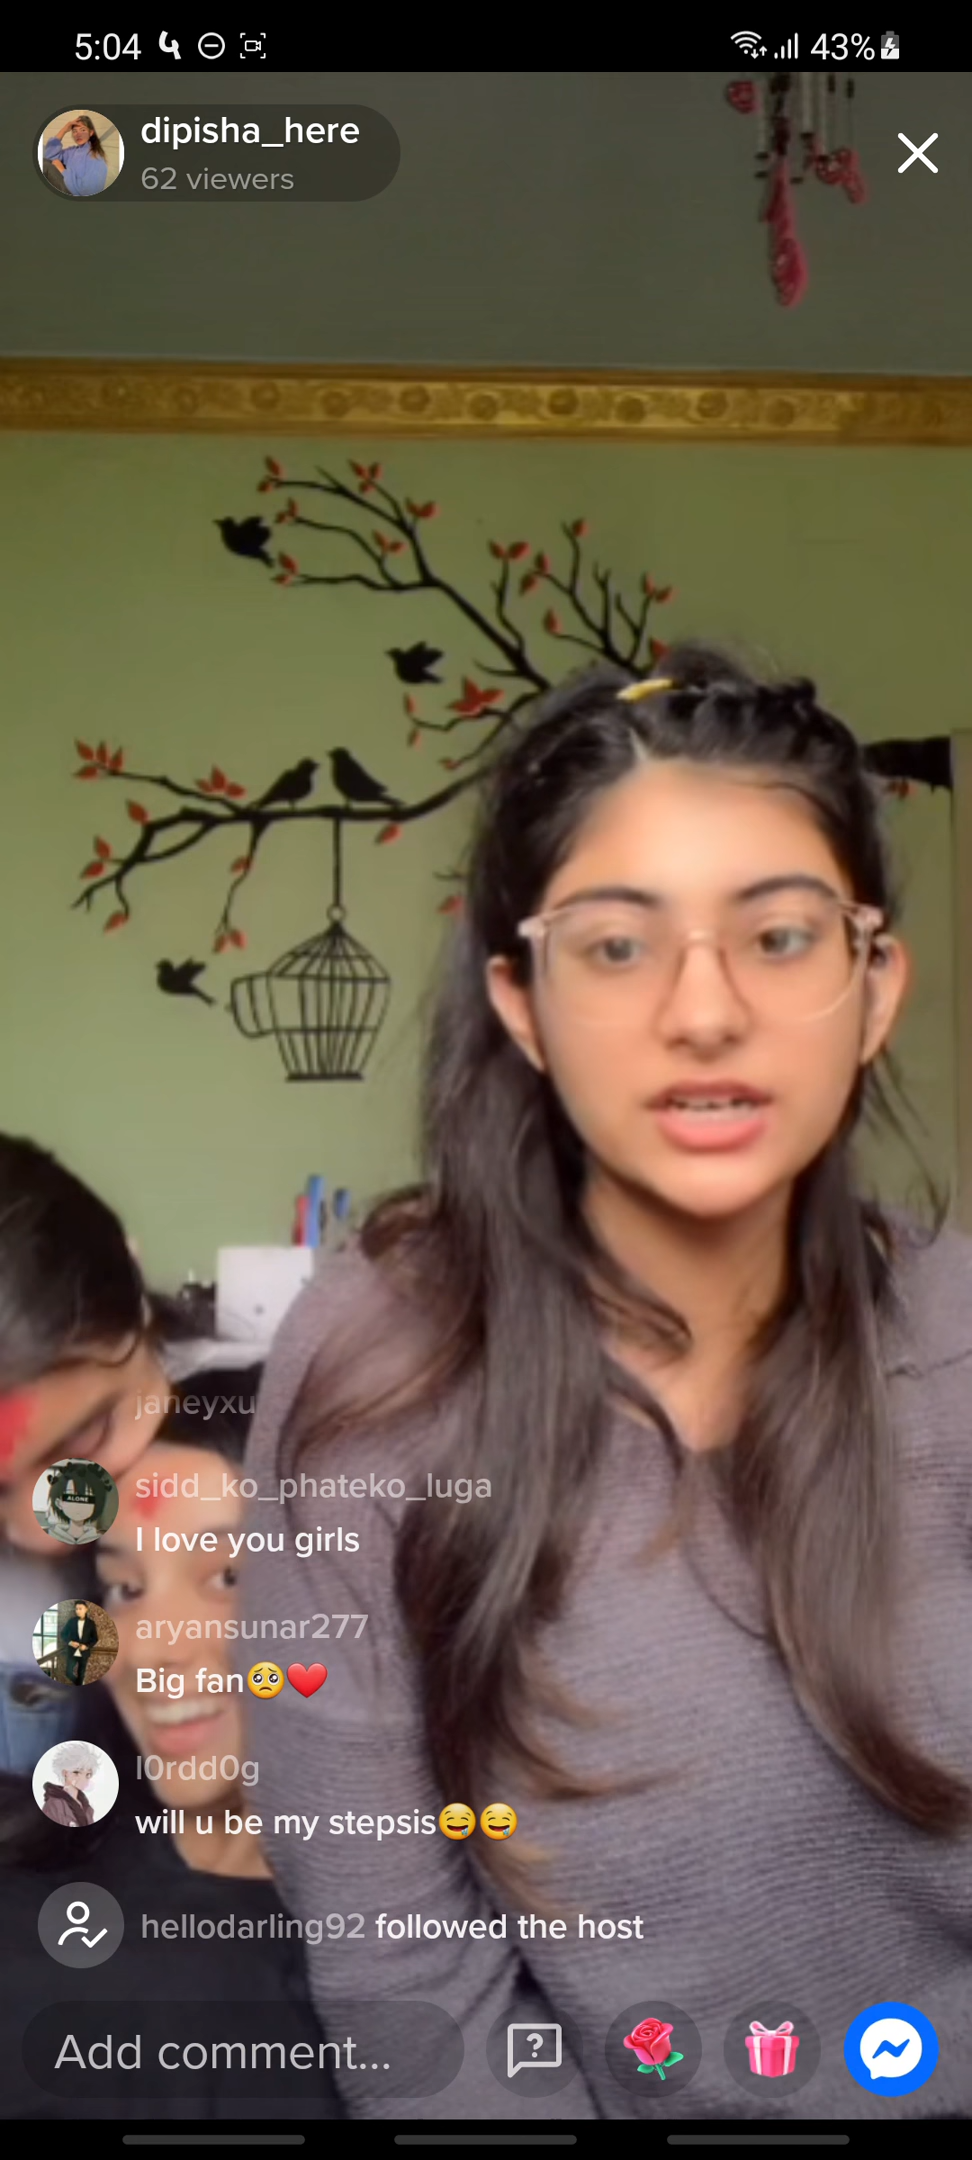 5:04
43%
dipisha_here
62 viewers
janeyxu
sidd_ko_phateko_luga
I love you girls
aryansunar277
Big fan🥺❤️
l0rdd0g
will u be my stepsis🤤🤤
hellodarling92 followed the host
Add comment...